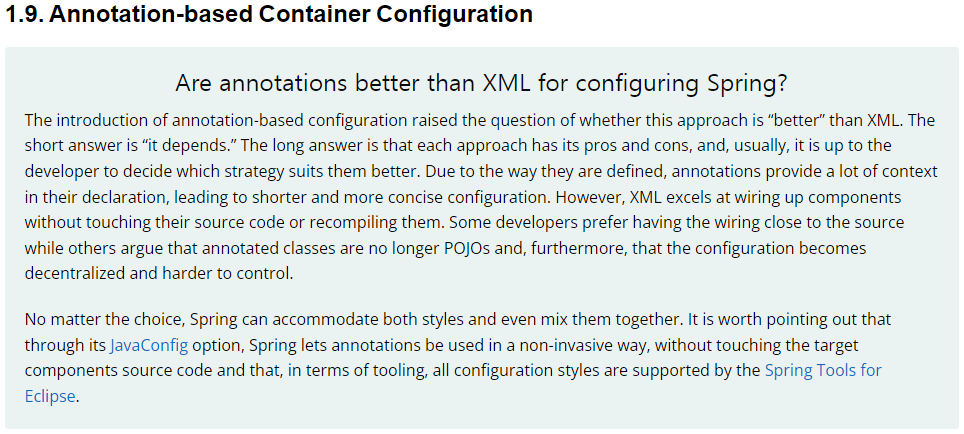 1.9. Annotation-based Container Configuration
Are annotations better than XML for configuring Spring?
The introduction of annotation-based configuration raised the question of whether this approach is “better” than XML. The
short answer is “it depends.” The long answer is that each approach has its pros and cons, and, usually, it is up to the
developer to decide which strategy suits them better. Due to the way they are defined, annotations provide a lot of context
in their declaration, leading to shorter and more concise configuration. However, XML excels at wiring up components
without touching their source code or recompiling them. Some developers prefer having the wiring close to the source
while others argue that annotated classes are no longer POJOs and, furthermore, that the configuration becomes
decentralized and harder to control.
No matter the choice, Spring can accommodate both styles and even mix them together. It is worth pointing out that
through its JavaConfig option, Spring lets annotations be used in a non-invasive way, without touching the target
components source code and that, in terms of tooling, all configuration styles are supported by the Spring Tools for
Eclipse.